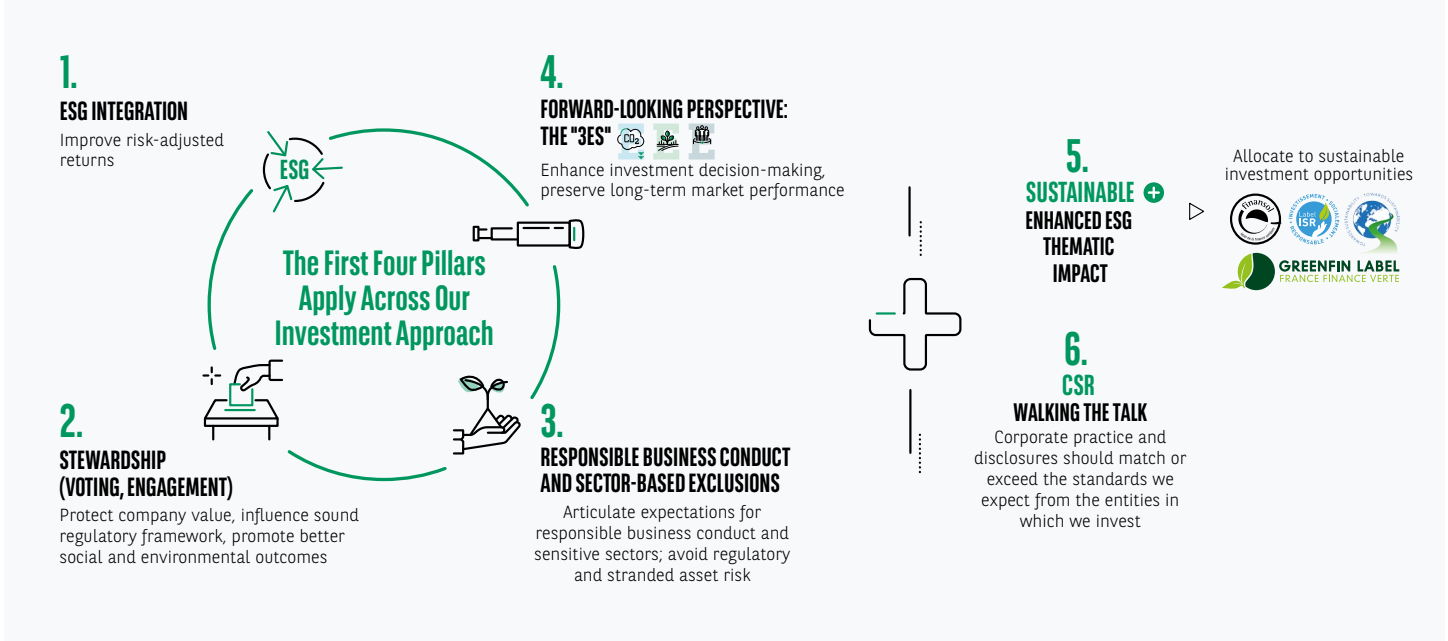 1.
ESG INTEGRATION
Improve risk-adjusted
returns
ESG
4.
FORWARD-LOOKING PERSPECTIVE:
THE "3ES"
CO2
E
E
E
Enhance investment decision-making,
preserve long-term market performance
The First Four Pillars
Apply Across Our
Investment Approach
2.
STEWARDSHIP
(VOTING, ENGAGEMENT)
Protect company value, influence sound
regulatory framework, promote better
social and environmental outcomes
3.
RESPONSIBLE BUSINESS CONDUCT
AND SECTOR-BASED EXCLUSIONS
Articulate expectations for
responsible business conduct and
sensitive sectors; avoid regulatory
and stranded asset risk
5.
SUSTAINABLE +
ENHANCED ESG
THEMATIC
IMPACT
Allocate to sustainable
investment opportunities
finansol
INVESTISSEMENT • SOCIALEMENT
RESPONSABLE •
Label
ISR
TOWARDS SUSTAINABILITY
GREENFIN LABEL
FRANCE FINANCE VERTE
6.
CSR
WALKING THE TALK
Corporate practice and
disclosures should match or
exceed the standards we
expect from the entities in
which we invest